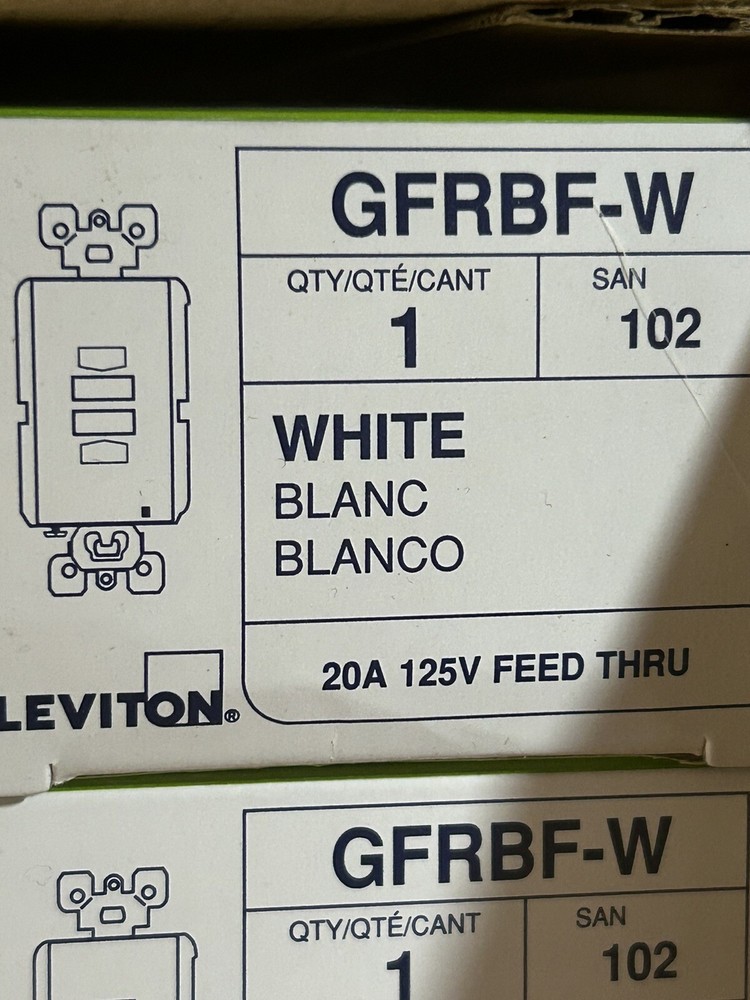 GFRBF-W
QTY/QTÉ/CANT
1
SAN
102
WHITE
BLANC
BLANCO
20A 125V FEED THRU
LEVITON®
GFRBF-W
QTY/QTÉ/CANT
1
SAN
102